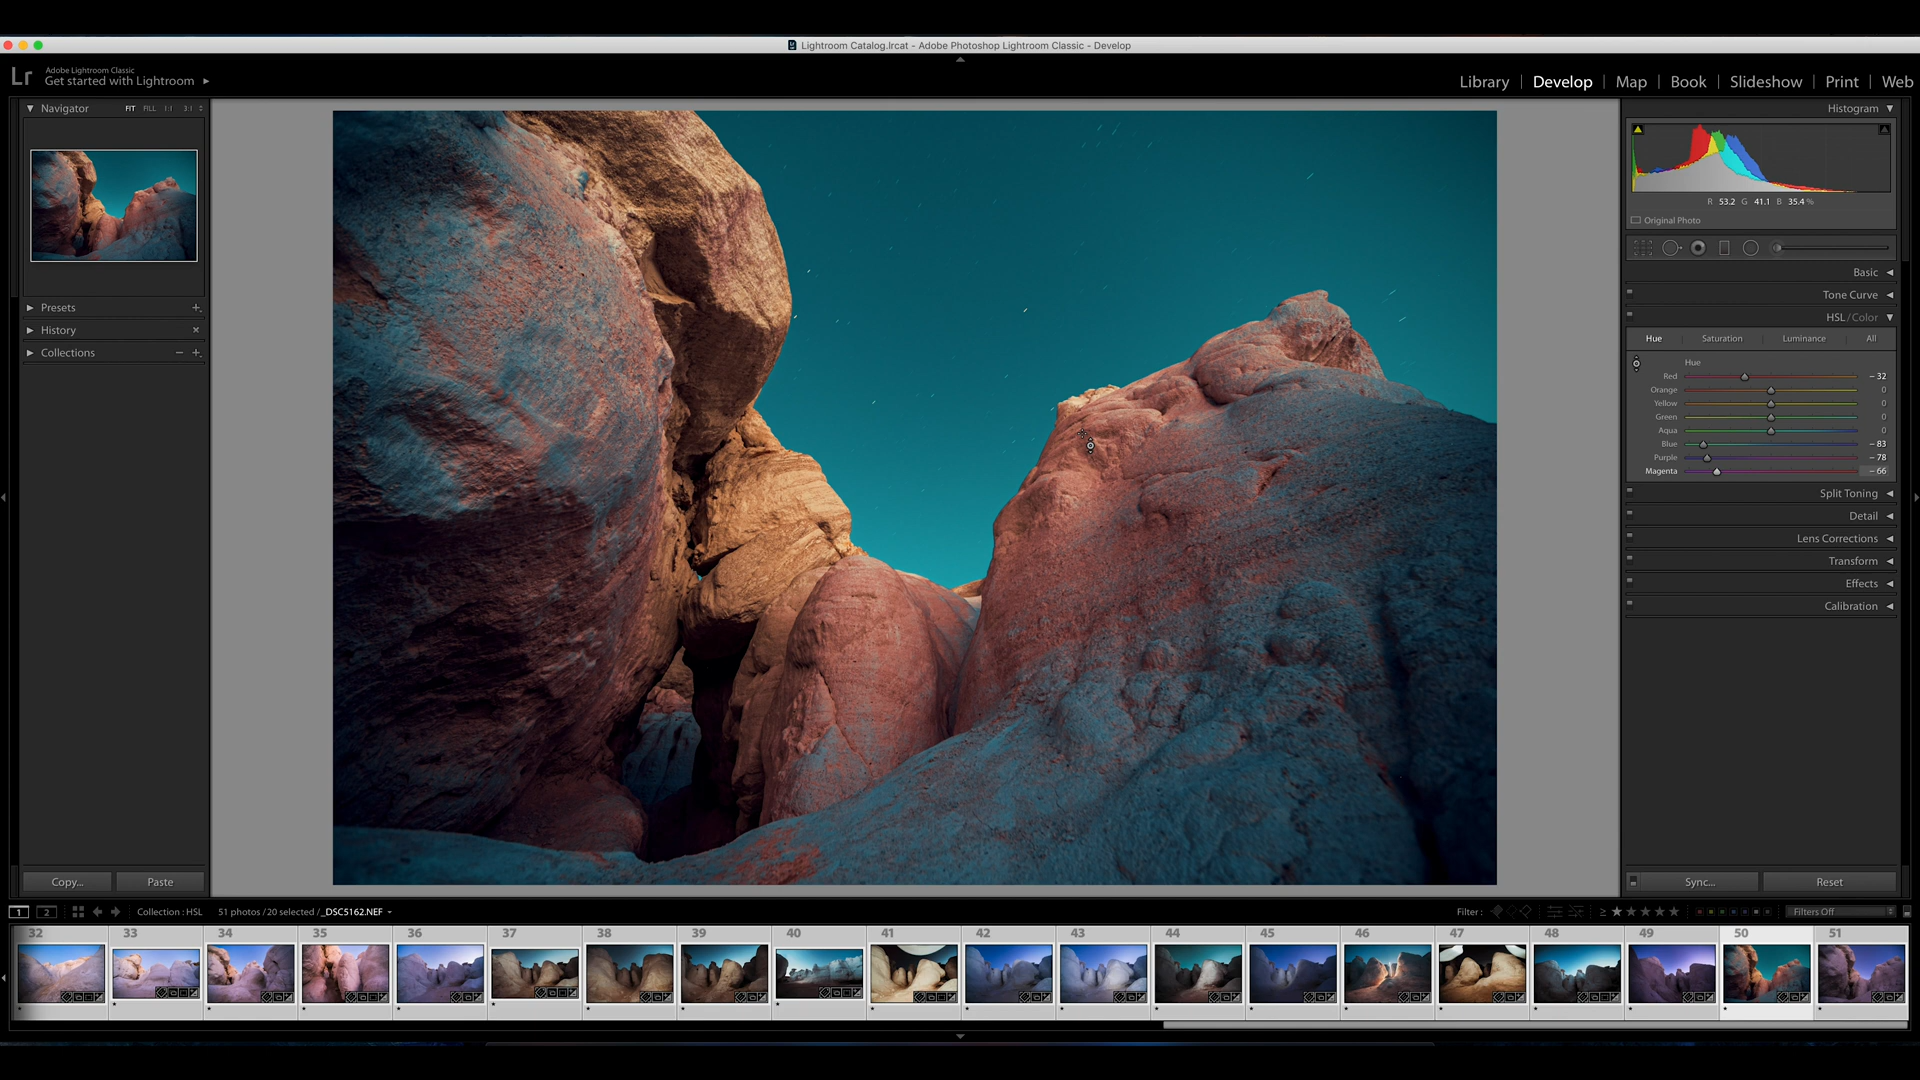 Lightroom Catalog.lrcat - Adobe Photoshop Lightroom Classic - Develop
Lr
Adobe Lightroom Classic
Get started with Lightroom
Library | Develop | Map | Book | Slideshow | Print | Web
Navigator FIT FILL 1:1 3:1
Presets
History
Collections
Copy... Paste
Histogram
R 53.2 G 41.1 B 35.4 %
Original Photo
Basic
Tone Curve
HSL / Color
Hue Saturation Luminance All
Hue
Red - 32
Orange 0
Yellow 0
Green 0
Aqua 0
Blue - 83
Purple - 78
Magenta - 66
Split Toning
Detail
Lens Corrections
Transform
Effects
Calibration
Sync... Reset
1 2 Collection : HSL 51 photos / 20 selected / _DSC5162.NEF Filter : ≥ ★★★★★ Filters Off
32 33 34 35 36 37 38 39 40 41 42 43 44 45 46 47 48 49 50 51